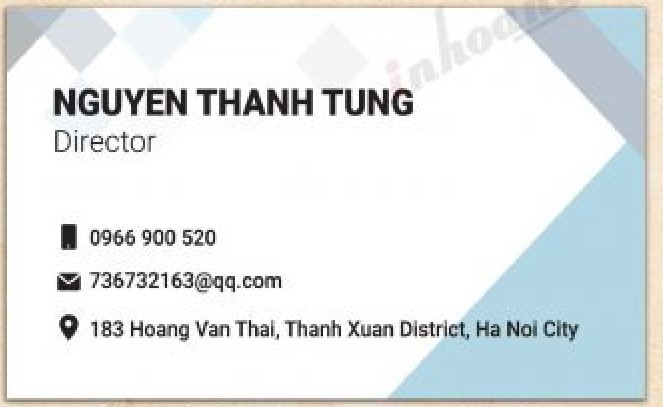 inhoang
NGUYEN THANH TUNG
Director
0966 900 520
736732163@qq.com
183 Hoang Van Thai, Thanh Xuan District, Ha Noi City